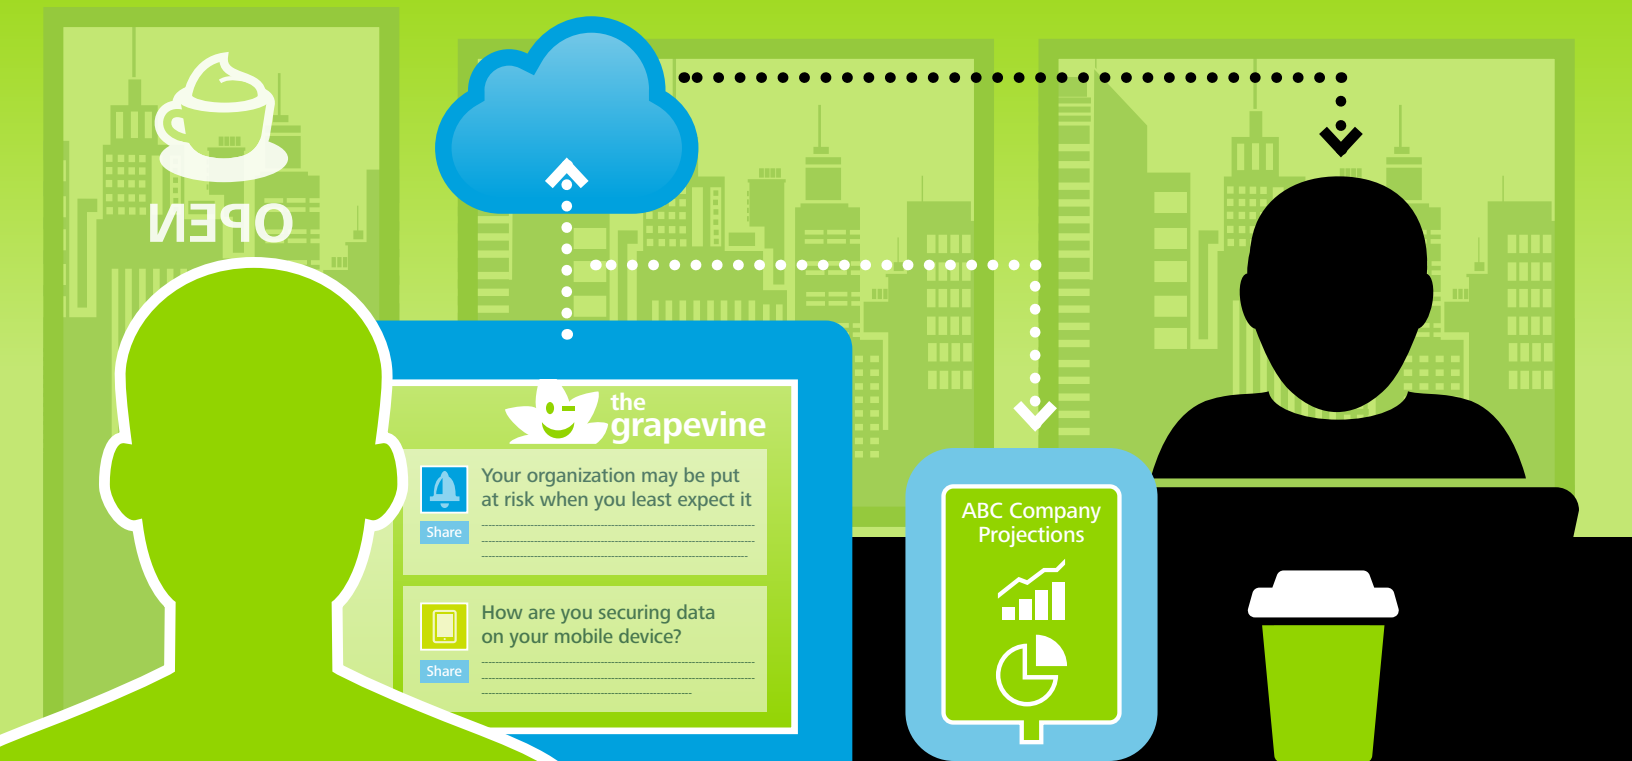 OPEN
the
grapevine
Your organization may be put
at risk when you least expect it
Share
How are you securing data
on your mobile device?
Share
ABC Company
Projections